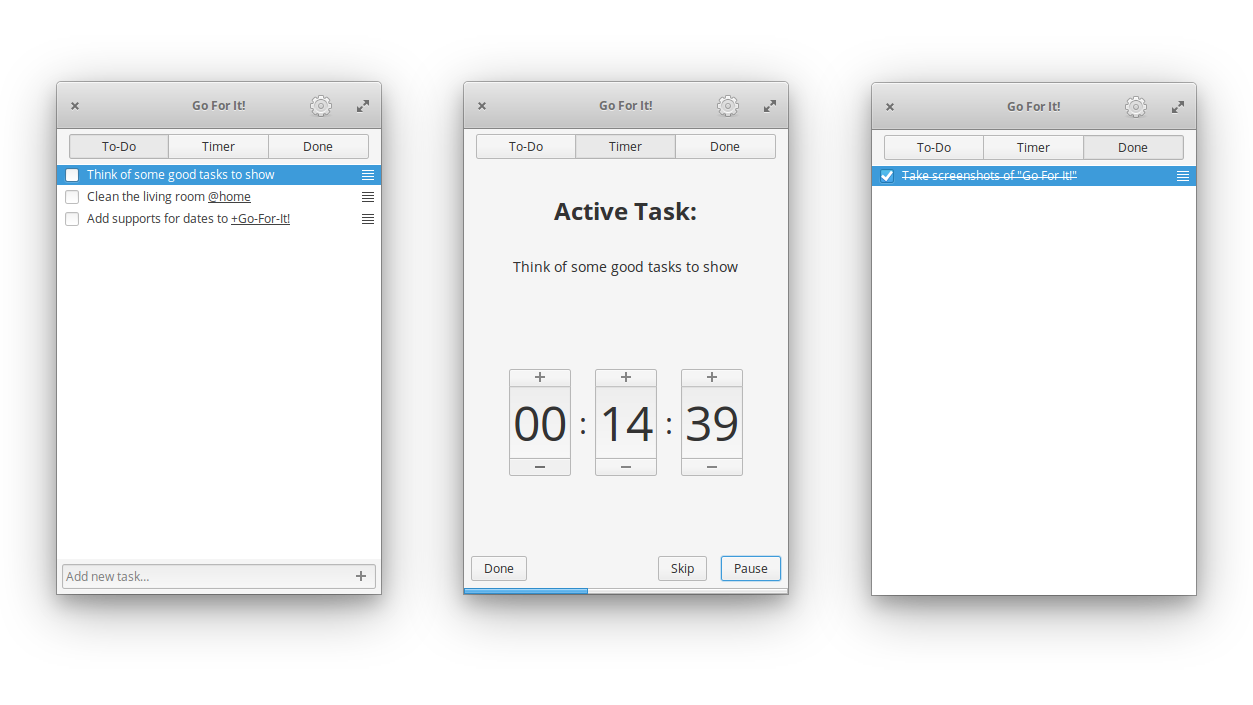 Go For It!
To-Do Timer Done
Think of some good tasks to show
Clean the living room @home
Add supports for dates to +Go-For-It!
Add new task...
Go For It!
To-Do Timer Done
Active Task:
Think of some good tasks to show
00 : 14 : 39
Done Skip Pause
Go For It!
To-Do Timer Done
Take screenshots of "Go For It!"